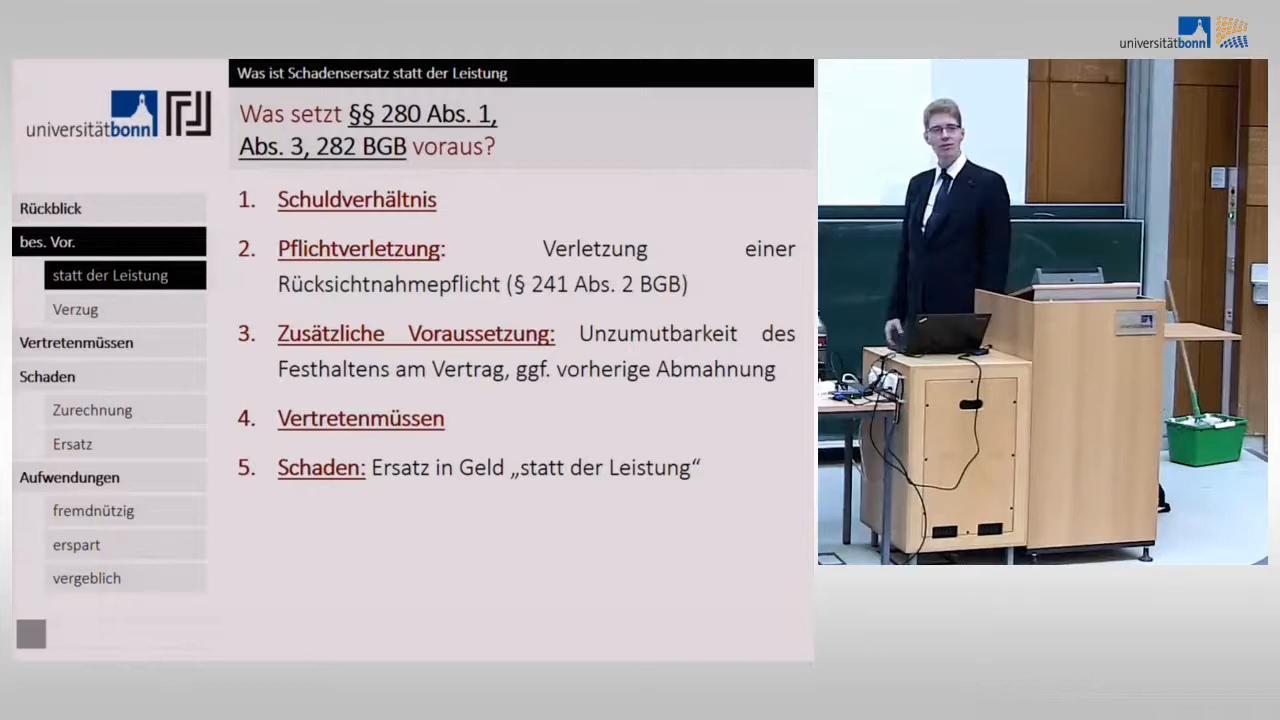 universitätbonn
Was ist Schadensersatz statt der Leistung
universitätbonn
Was setzt §§ 280 Abs. 1,
Abs. 3, 282 BGB voraus?
Rückblick
bes. Vor.
statt der Leistung
Verzug
Vertretenmüssen
Schaden
Zurechnung
Ersatz
Aufwendungen
fremdnützig
erspart
vergeblich
1. Schuldverhältnis
2. Pflichtverletzung: Verletzung einer
Rücksichtnahmepflicht (§ 241 Abs. 2 BGB)
3. Zusätzliche Voraussetzung: Unzumutbarkeit des
Festhaltens am Vertrag, ggf. vorherige Abmahnung
4. Vertretenmüssen
5. Schaden: Ersatz in Geld „statt der Leistung“